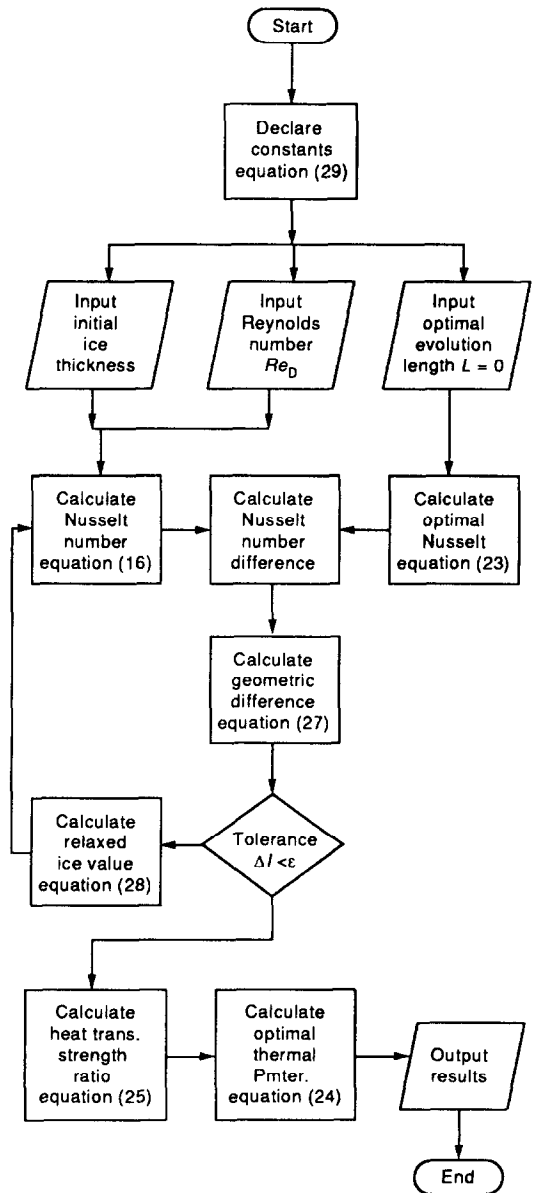 Start
Declare
constants
equation (29)
Input
initial
ice
thickness
Input
Reynolds
number
Re_D
Input
optimal
evolution
length L = 0
Calculate
Nusselt
number
equation (16)
Calculate
Nusselt
number
difference
Calculate
optimal
Nusselt
equation (23)
Calculate
geometric
difference
equation (27)
Calculate
relaxed
ice value
equation (28)
Tolerance
Δ I <ε
Calculate
heat trans.
strength
ratio
equation (25)
Calculate
optimal
thermal
Pmter.
equation (24)
Output
results
End